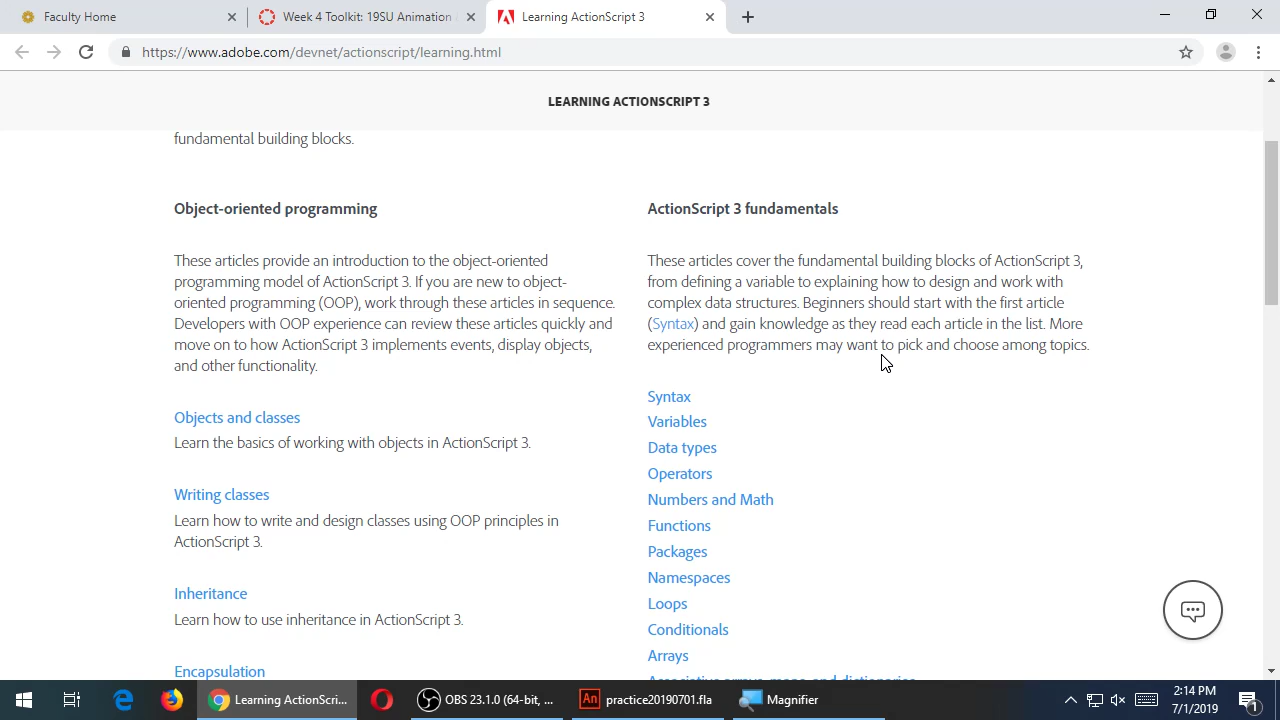 Faculty Home
Week 4 Toolkit: 19SU Animation
Learning ActionScript 3
https://www.adobe.com/devnet/actionscript/learning.html
LEARNING ACTIONSCRIPT 3
fundamental building blocks.
Object-oriented programming
These articles provide an introduction to the object-oriented
programming model of ActionScript 3. If you are new to object-
oriented programming (OOP), work through these articles in sequence.
Developers with OOP experience can review these articles quickly and
move on to how ActionScript 3 implements events, display objects,
and other functionality.
Objects and classes
Learn the basics of working with objects in ActionScript 3.
Writing classes
Learn how to write and design classes using OOP principles in
ActionScript 3.
Inheritance
Learn how to use inheritance in ActionScript 3.
Encapsulation
ActionScript 3 fundamentals
These articles cover the fundamental building blocks of ActionScript 3,
from defining a variable to explaining how to design and work with
complex data structures. Beginners should start with the first article
(Syntax) and gain knowledge as they read each article in the list. More
experienced programmers may want to pick and choose among topics.
Syntax
Variables
Data types
Operators
Numbers and Math
Functions
Packages
Namespaces
Loops
Conditionals
Arrays
Associative arrays, maps, and dictionaries
Learning ActionScri...
OBS 23.1.0 (64-bit, ...
An
practice20190701.fla
Magnifier
2:14 PM
7/1/2019
1